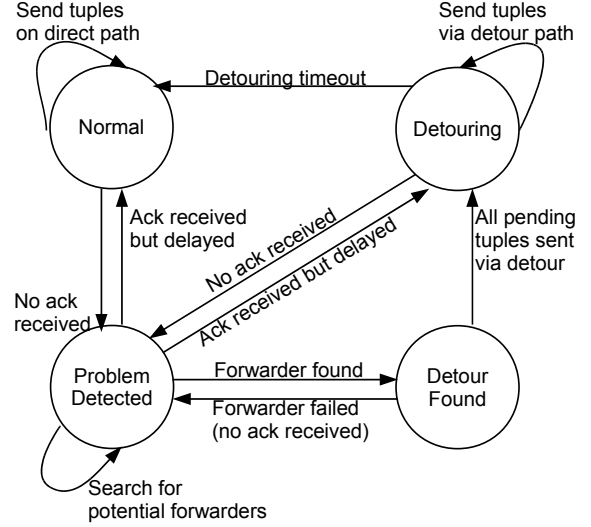 Send tuples
on direct path
Send tuples
via detour path
Detouring timeout
Normal
Detouring
Ack received
but delayed
No ack received
Ack received but delayed
All pending
tuples sent
via detour
No ack
received
Problem
Detected
Forwarder found
Forwarder failed
(no ack received)
Detour
Found
Search for
potential forwarders